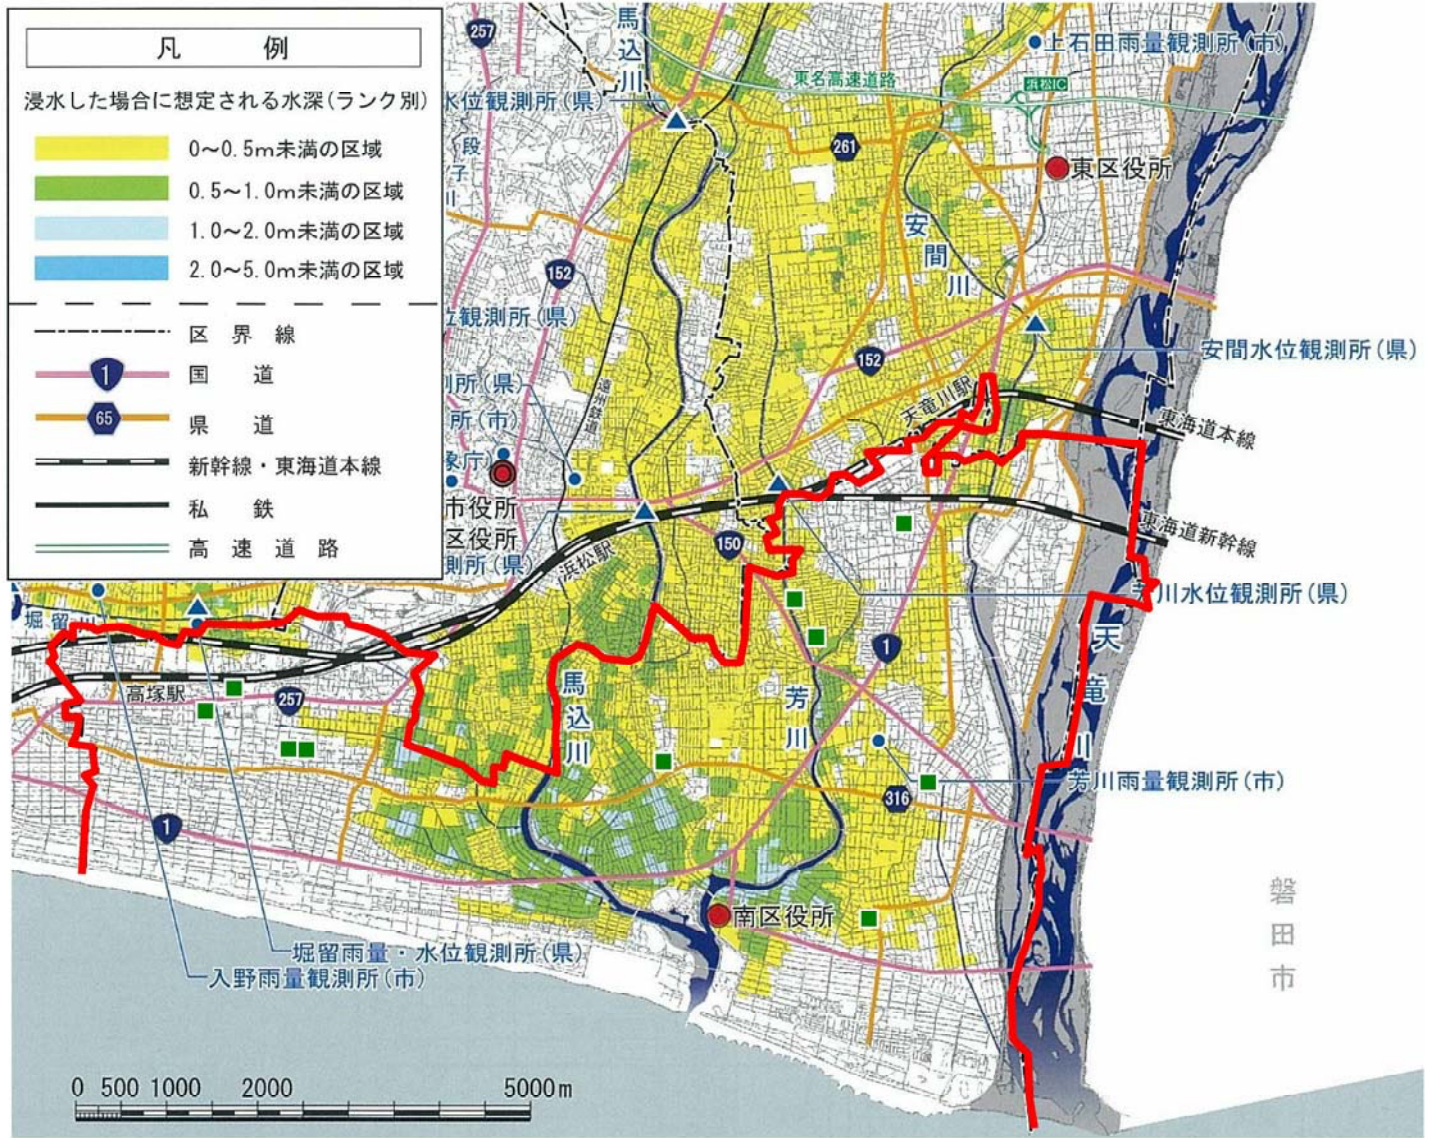 凡 例
浸水した場合に想定される水深(ランク別)
0～0.5m未満の区域
0.5～1.0m未満の区域
1.0～2.0m未満の区域
2.0～5.0m未満の区域
区 界 線
1
国 道
65
県 道
新幹線・東海道本線
私 鉄
高 速 道 路
257
馬込川
上石田雨量観測所(市)
東名高速道路
浜松IC
水位観測所(県)
261
東区役所
段子川
安間川
152
位観測所(県)
152
安間水位観測所(県)
遠州鉄道
測所(県)
天竜川駅
東海道本線
所(市)
象庁)
市役所
区役所
東海道新幹線
150
測所(県)
浜松駅
芳川水位観測所(県)
堀留川
天竜川
1
高塚駅
257
馬込川
芳川
芳川雨量観測所(市)
316
1
磐田市
南区役所
堀留雨量・水位観測所(県)
入野雨量観測所(市)
0 500 1000 2000 5000m